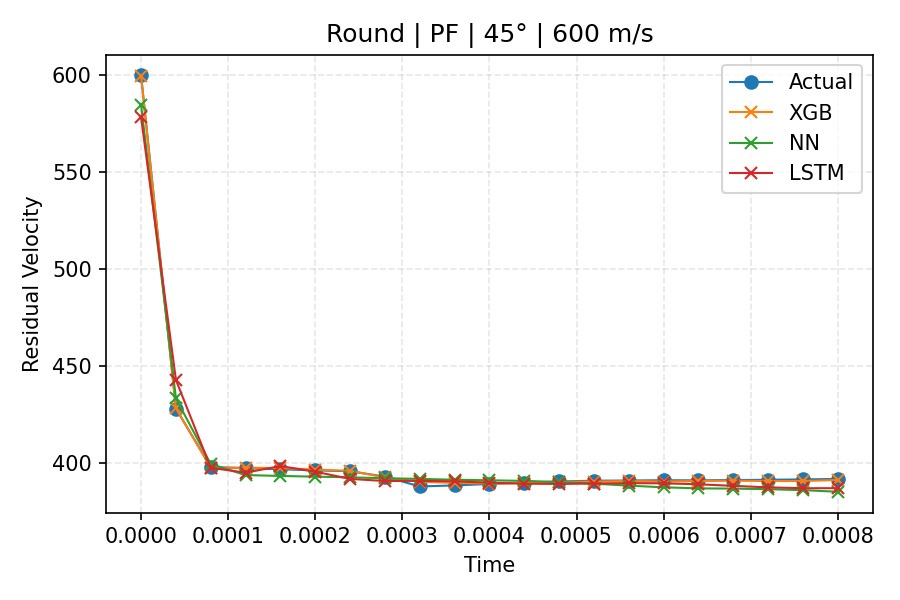 Round | PF | 45° | 600 m/s
Residual Velocity
600
550
500
450
400
Actual
XGB
NN
LSTM
0.0000 0.0001 0.0002 0.0003 0.0004 0.0005 0.0006 0.0007 0.0008
Time